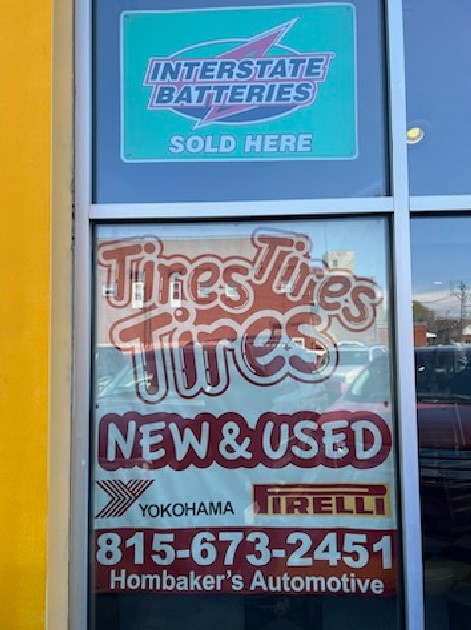 INTERSTATE
BATTERIES
SOLD HERE
Tires Tires
Tires
NEW & USED
YOKOHAMA PIRELLI
815-673-2451
Hombaker's Automotive